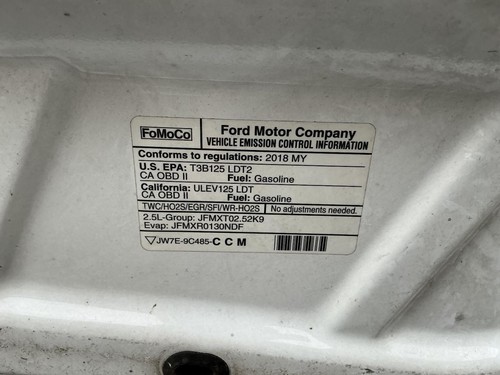 FoMoCo
Ford Motor Company
VEHICLE EMISSION CONTROL INFORMATION
Conforms to regulations: 2018 MY
U.S. EPA: T3B125 LDT2
CA OBD II Fuel: Gasoline
California: ULEV125 LDT
CA OBD II Fuel: Gasoline
TWC/HO2S/EGR/SFI/WR-HO2S No adjustments needed.
2.5L-Group: JFMXT02.52K9
Evap: JFMXR0130NDF
JW7E-9C485-C C M